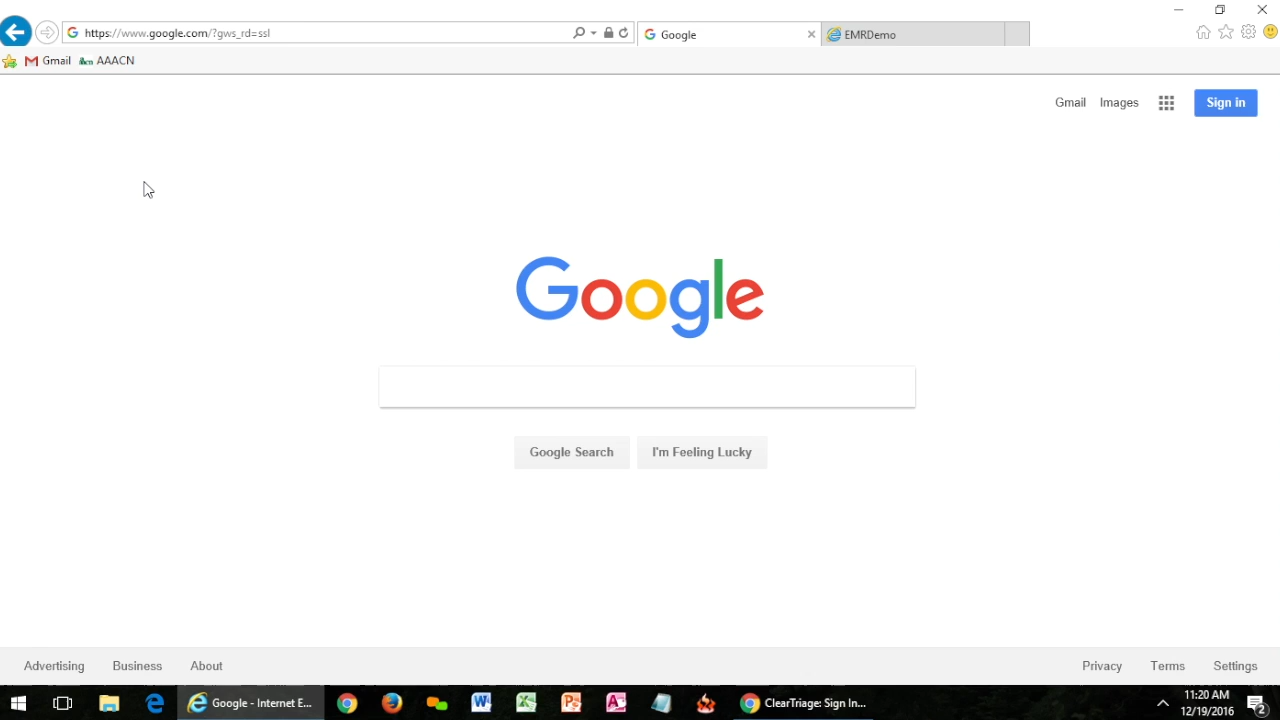 https://www.google.com/?gws_rd=ssl
Google
EMRDemo
Gmail
AAACN
Gmail
Images
Sign in
Google
Google Search
I'm Feeling Lucky
Advertising
Business
About
Privacy
Terms
Settings
Google - Internet E...
ClearTriage: Sign In...
11:20 AM
12/19/2016
2